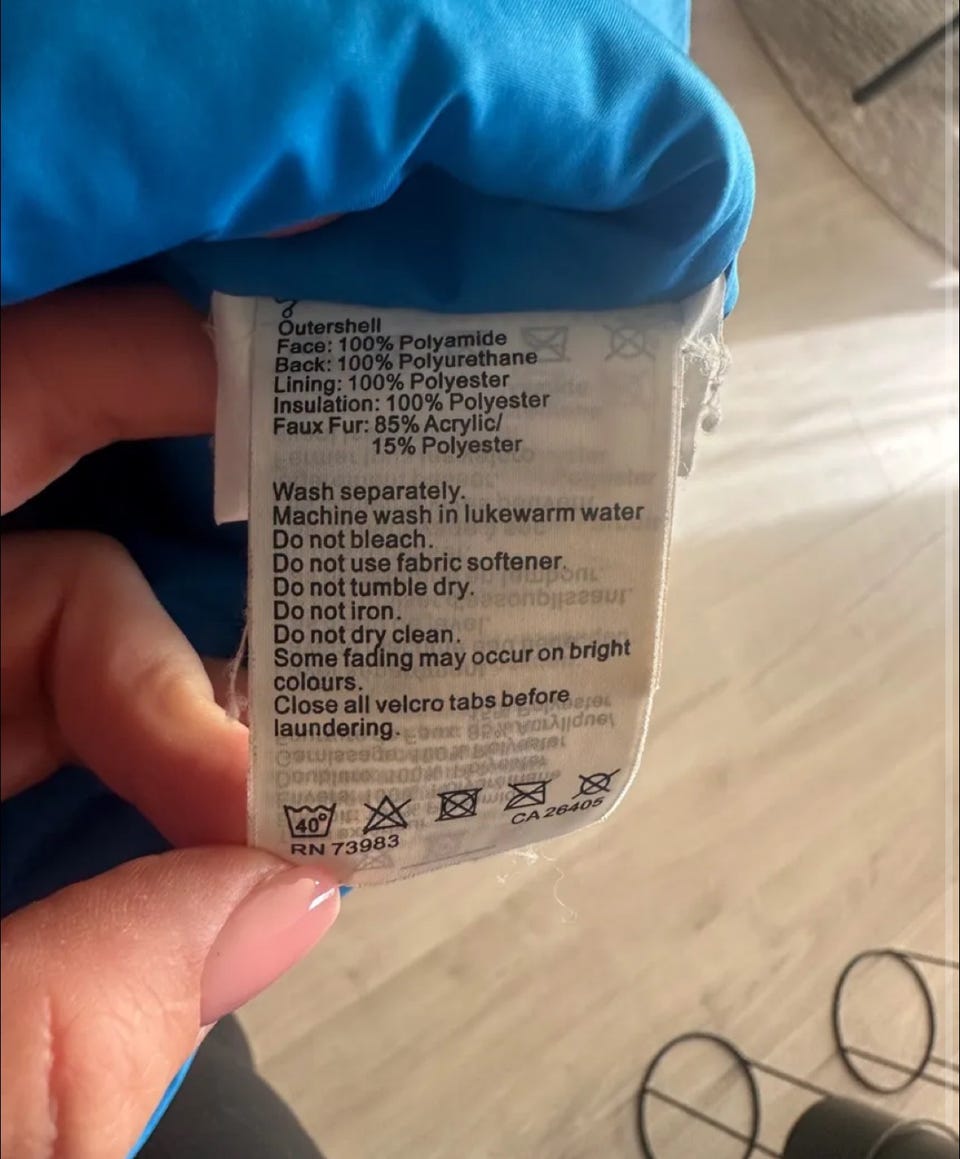 Outershell
Face: 100% Polyamide
Back: 100% Polyurethane
Lining: 100% Polyester
Insulation: 100% Polyester
Faux Fur: 85% Acrylic/
15% Polyester
Wash separately.
Machine wash in lukewarm water
Do not bleach.
Do not use fabric softener.
Do not tumble dry.
Do not iron.
Do not dry clean.
Some fading may occur on bright
colours.
Close all velcro tabs before
laundering.
40°
RN 73983
CA 26405